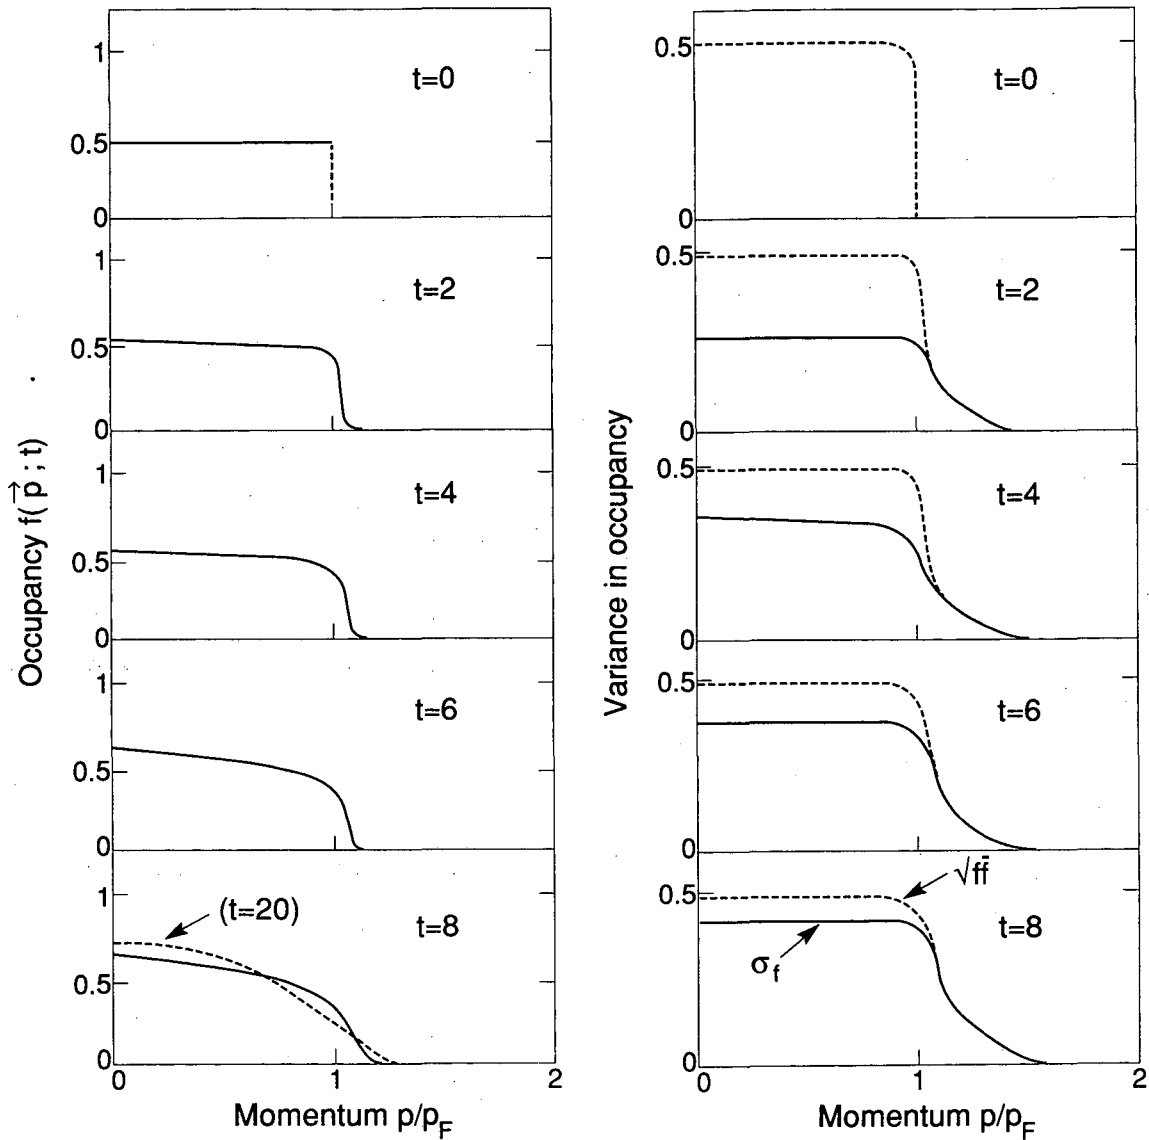 Occupancy f(p⃗ ; t)
1
0.5
0
t=0
1
0.5
0
t=2
1
0.5
0
t=4
1
0.5
0
t=6
1
0.5
0
(t=20)
t=8
0 1 2
Momentum p/pF
Variance in occupancy
0.5
0
t=0
0.5
0
t=2
0.5
0
t=4
0.5
0
t=6
0.5
0
√ff̄
σf
t=8
0 1 2
Momentum p/pF